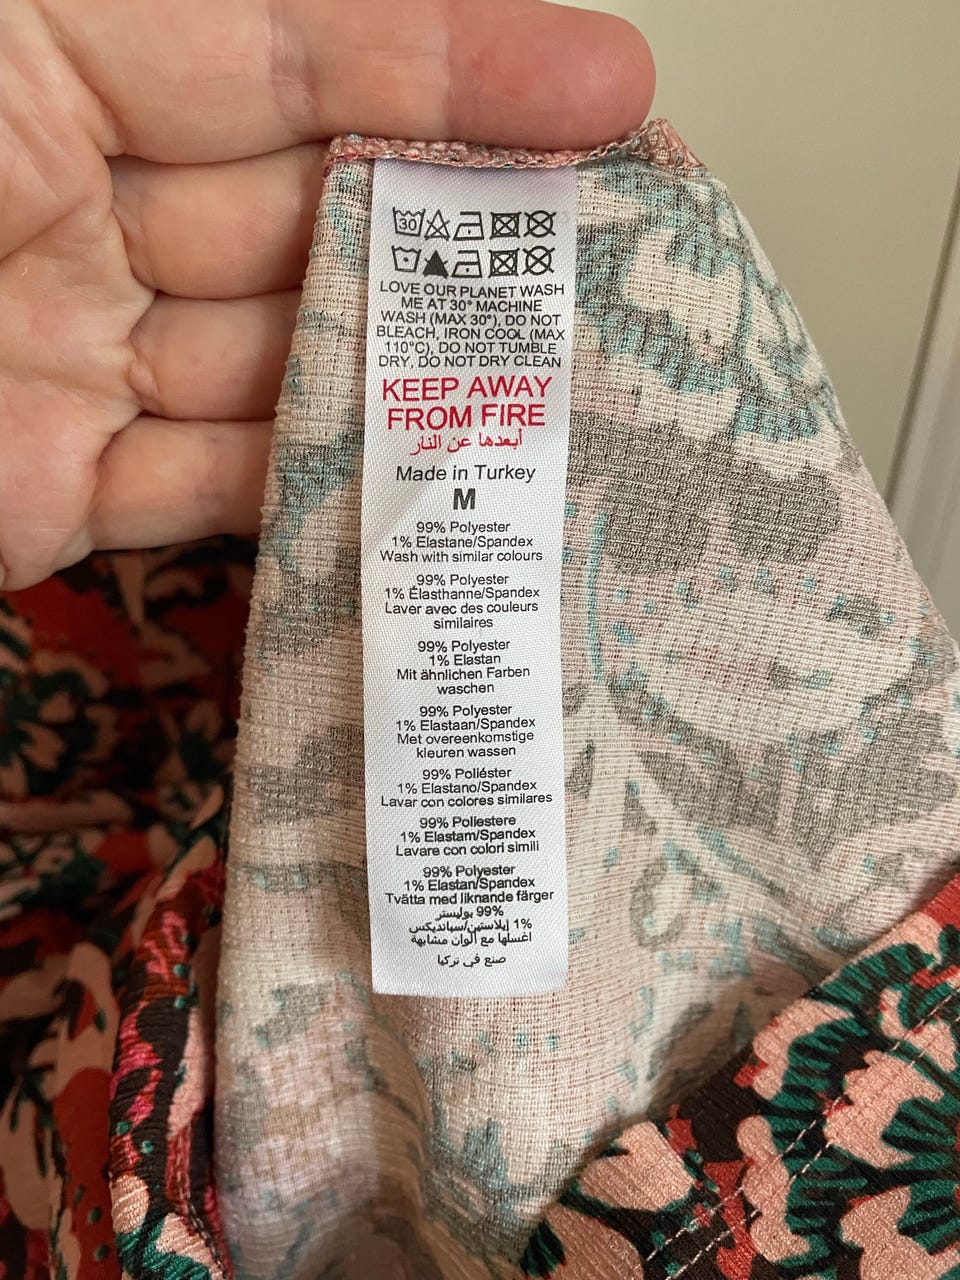 30
LOVE OUR PLANET WASH
ME AT 30° MACHINE
WASH (MAX 30°), DO NOT
BLEACH, IRON COOL (MAX
110°C), DO NOT TUMBLE
DRY, DO NOT DRY CLEAN
KEEP AWAY
FROM FIRE
أبعدها عن النار
Made in Turkey
M
99% Polyester
1% Elastane/Spandex
Wash with similar colours
99% Polyester
1% Élasthanne/Spandex
Laver avec des couleurs
similaires
99% Polyester
1% Elastan
Mit ähnlichen Farben
waschen
99% Polyester
1% Elastaan/Spandex
Met overeenkomstige
kleuren wassen
99% Poliéster
1% Elastano/Spandex
Lavar con colores similares
99% Poliestere
1% Elastam/Spandex
Lavare con colori simili
99% Polyester
1% Elastan/Spandex
Tvätta med liknande färger
99% بوليستر
1% إيلاستين/سبانديكس
اغسلها مع ألوان مشابهة
صنع في تركيا